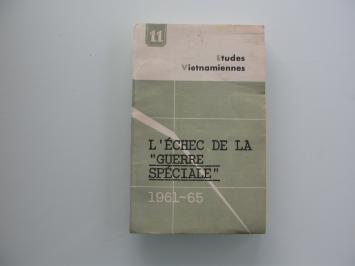 11
Etudes
Vietnamiennes
L'ÉCHEC DE LA
"GUERRE
SPÉCIALE"
1961-65